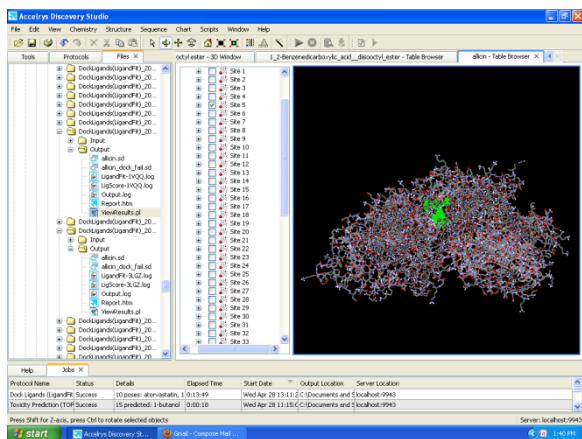 Accelrys Discovery Studio
File Edit View Chemistry Structure Sequence Chart Scripts Window Help
Tools Protocols Files octyl ester - 3D Window 1_2-Benzenedicarboxylic_acid__diisooctyl_ester - Table Browser allicin - Table Browser
DockLigands(LigandFit)_20...
DockLigands(LigandFit)_20...
DockLigands(LigandFit)_20...
DockLigands(LigandFit)_20...
DockLigands(LigandFit)_20...
DockLigands(LigandFit)_20...
DockLigands(LigandFit)_20...
Input
Output
allicin.sd
allicin_dock_fail.sd
LigandFit-1VQQ.log
LigScore-1VQQ.log
Output.log
Report.htm
ViewResults.pl
DockLigands(LigandFit)_20...
DockLigands(LigandFit)_20...
Input
Output
allicin.sd
allicin_dock_fail.sd
LigandFit-3LGZ.log
LigScore-3LGZ.log
Output.log
Report.htm
ViewResults.pl
DockLigands(LigandFit)_20...
DockLigands(LigandFit)_20...
Site 1
Site 2
Site 3
Site 4
Site 5
Site 6
Site 7
Site 8
Site 9
Site 10
Site 11
Site 12
Site 13
Site 14
Site 15
Site 16
Site 17
Site 18
Site 19
Site 20
Site 21
Site 22
Site 23
Site 24
Site 25
Site 26
Site 27
Site 28
Site 29
Site 30
Site 31
Site 32
Site 33
Help Jobs
Protocol Name Status Details Elapsed Time Start Date Output Location Server Location
Dock Ligands (LigandFit Success 10 poses: atorvastatin, 1 0:13:49 Wed Apr 28 13:11:2 C:\Documents and S localhost:9943
Toxicity Prediction (TOP Success 15 predicted: 1-butanol 0:00:18 Wed Apr 28 11:15:0 C:\Documents and S localhost:9943
Press Shift for Z-axis, press Ctrl to rotate selected objects Server: localhost:9943
start Accelrys Discovery St... Gmail - Compose Mail ... 1:40 PM